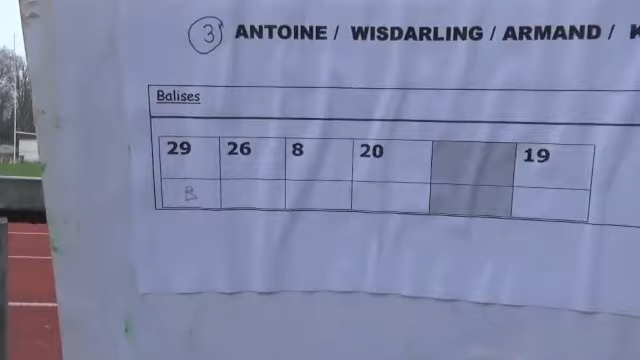 3 ANTOINE / WISDARLING / ARMAND / K
Balises
29 26 8 20 19
B